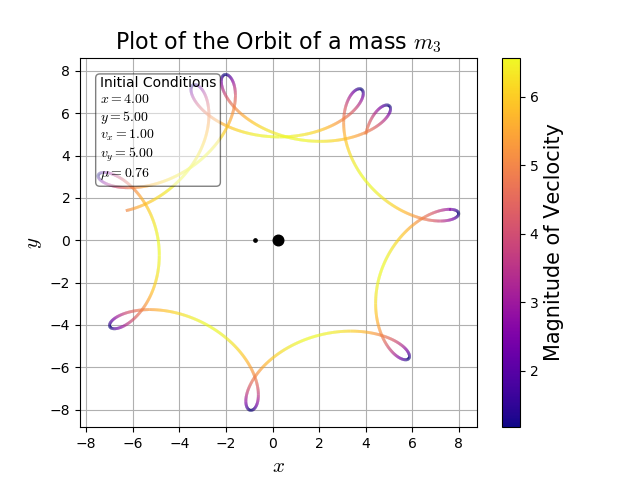 Plot of the Orbit of a mass m₃
Initial Conditions
x = 4.00
y = 5.00
vₓ = 1.00
v_y = 5.00
μ = 0.76
8
6
4
2
0
−2
−4
−6
−8
y
−8 −6 −4 −2 0 2 4 6 8
x
6
5
4
3
2
Magnitude of Veclocity